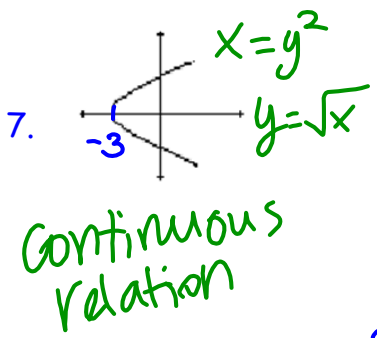 x = y²
7.
y = √x
-3
continuous
relation